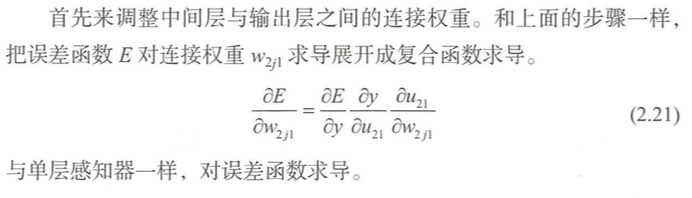 首先来调整中间层与输出层之间的连接权重。和上面的步骤一样，
把误差函数 E 对连接权重 w₂ⱼ₁ 求导展开成复合函数求导。
∂E/∂w₂ⱼ₁ = ∂E/∂y ∂y/∂u₂₁ ∂u₂₁/∂w₂ⱼ₁ (2.21)
与单层感知器一样，对误差函数求导。